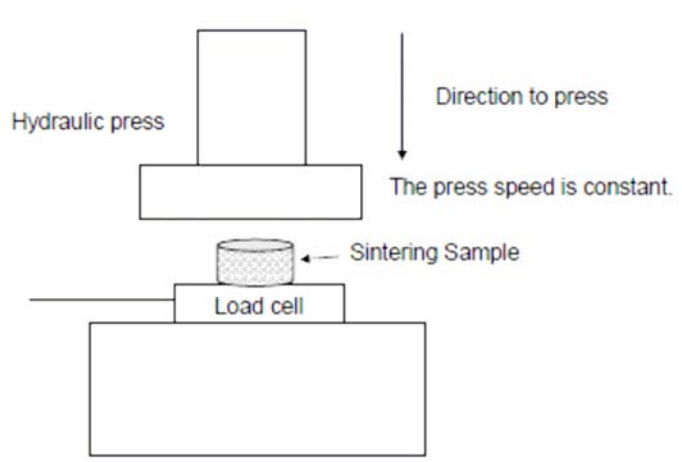 Hydraulic press
Direction to press
The press speed is constant.
Sintering Sample
Load cell